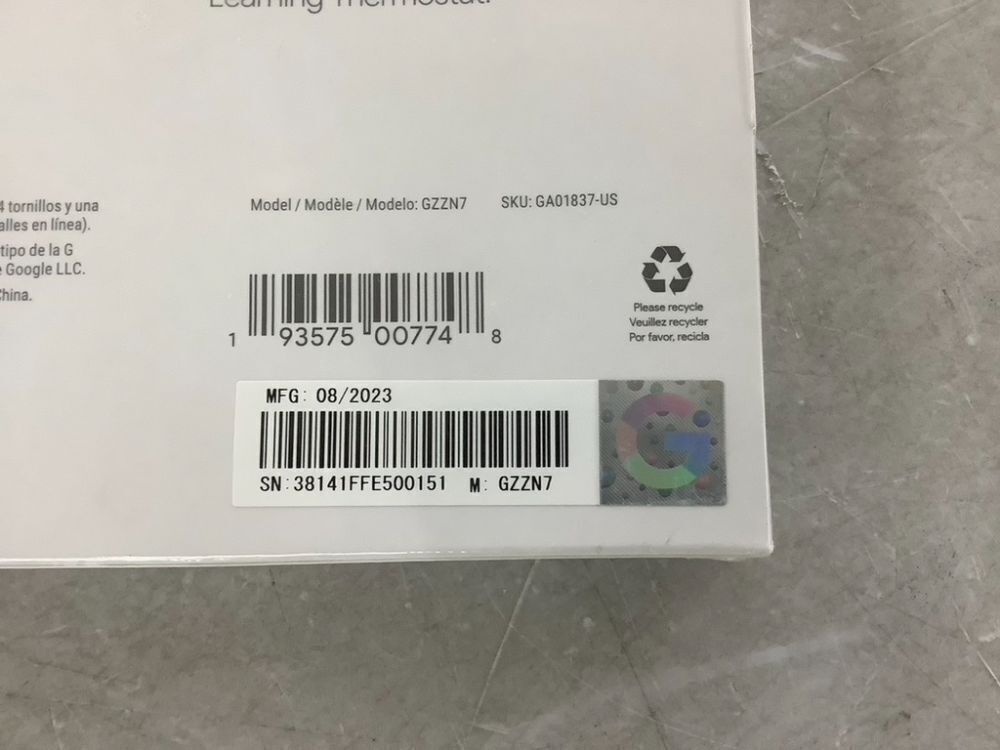 Learning Thermostat.
4 tornillos y una
alles en línea).
tipo de la G
e Google LLC.
China.
Model / Modèle / Modelo: GZZN7 SKU: GA01837-US
Please recycle
Veuillez recycler
Por favor, recicla
1 93575 00774 8
MFG: 08/2023
SN:38141FFE500151 M: GZZN7
G